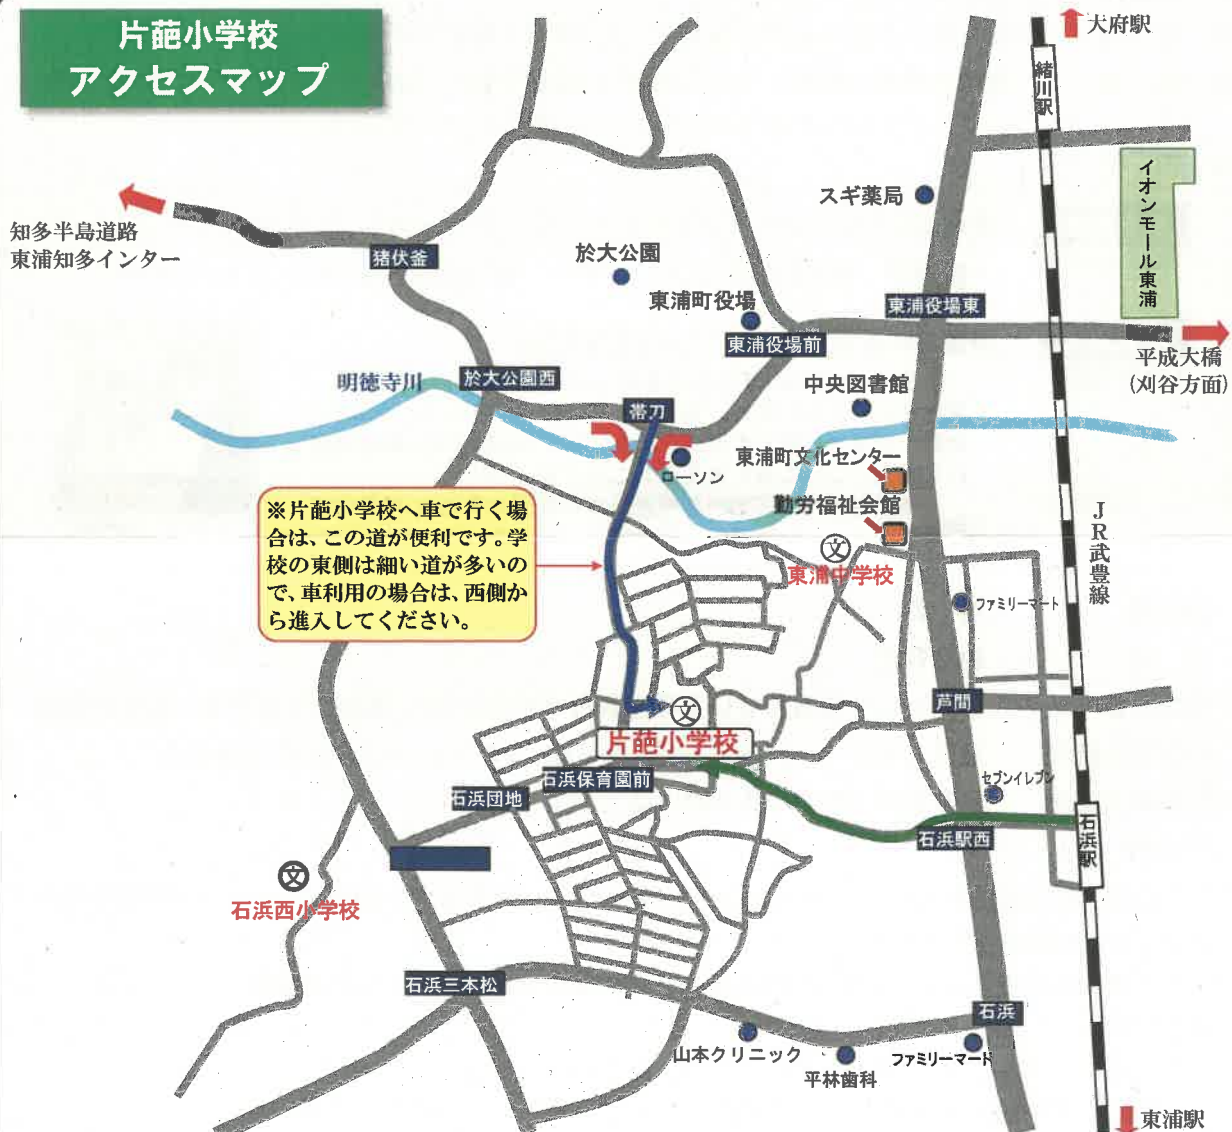 片葩小学校
アクセスマップ
大府駅
緒川駅
イオンモール東浦
スギ薬局
知多半島道路
東浦知多インター
猪伏釜
於大公園
東浦町役場
東浦役場東
東浦役場前
平成大橋
(刈谷方面)
明徳寺川
於大公園西
中央図書館
帯刀
ローソン
東浦町文化センター
勤労福祉会館
※片葩小学校へ車で行く場
合は、この道が便利です。学
校の東側は細い道が多いの
で、車利用の場合は、西側か
ら進入してください。
文
東浦中学校
JR武豊線
ファミリーマート
文
片葩小学校
芦間
石浜保育園前
石浜団地
セブンイレブン
石浜駅西
石浜駅
文
石浜西小学校
石浜三本松
石浜
山本クリニック
平林歯科
ファミリーマート
東浦駅